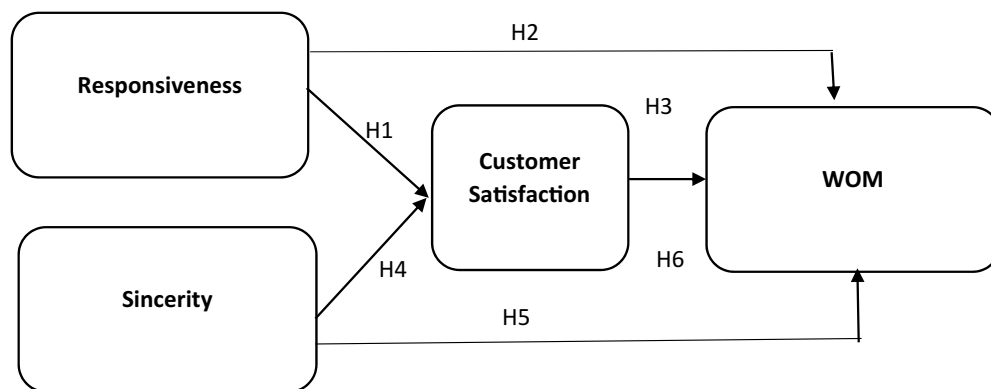 H2
Responsiveness
H1
H3
Customer
Satisfaction
WOM
H4
H6
Sincerity
H5